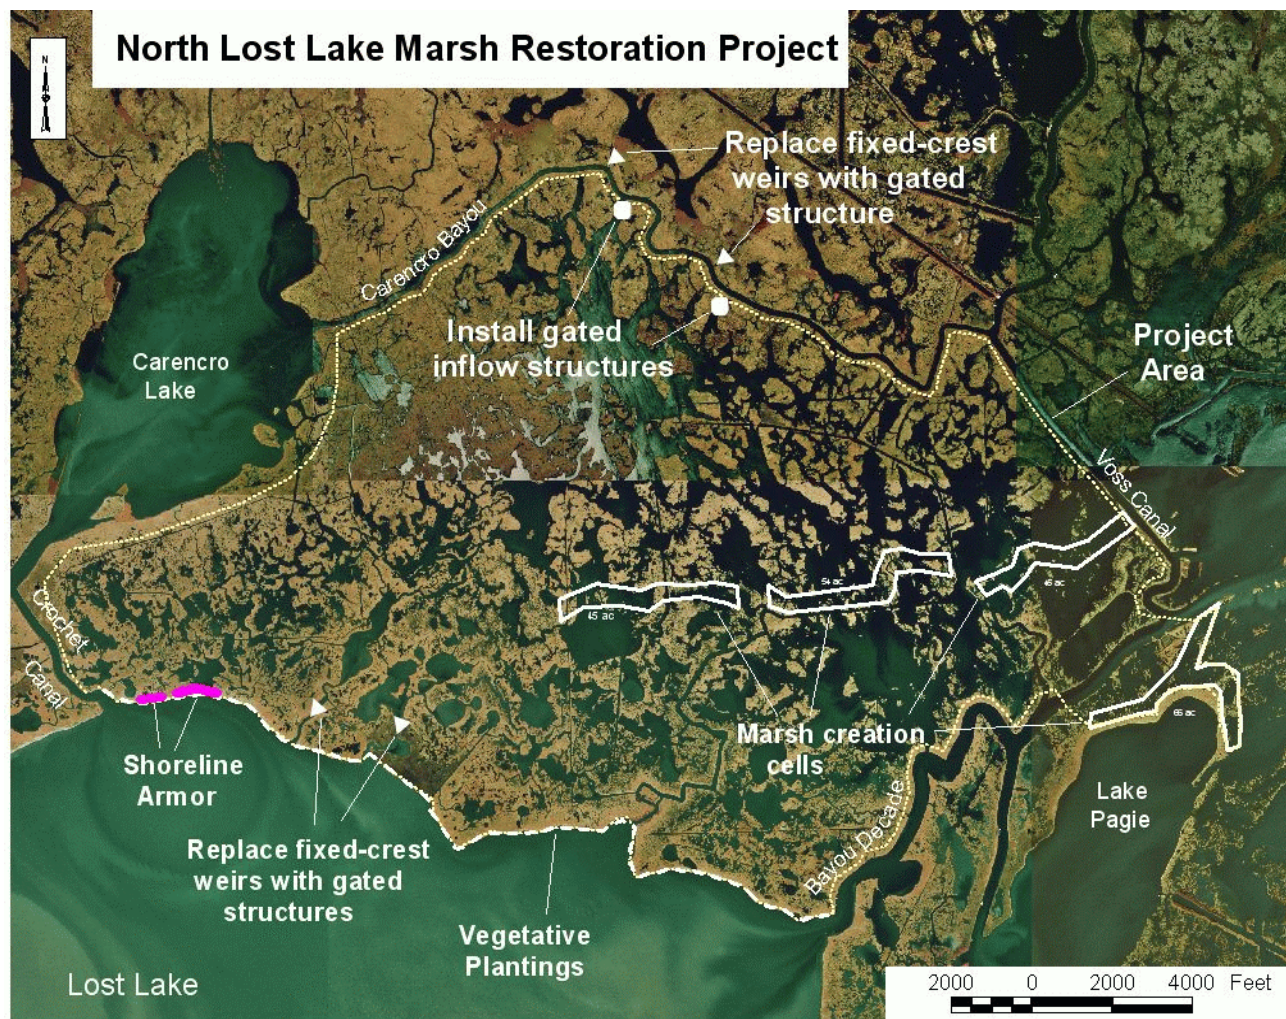 North Lost Lake Marsh Restoration Project
N
Replace fixed-crest
weirs with gated
structure
Carencro Bayou
Install gated
inflow structures
Carencro
Lake
Project
Area
Voss Canal
54 ac
45 ac
45 ac
Crochet
Canal
Marsh creation
cells
66 ac
Shoreline
Armor
Lake
Pagie
Bayou Decade
Replace fixed-crest
weirs with gated
structures
Vegetative
Plantings
Lost Lake
2000 0 2000 4000 Feet